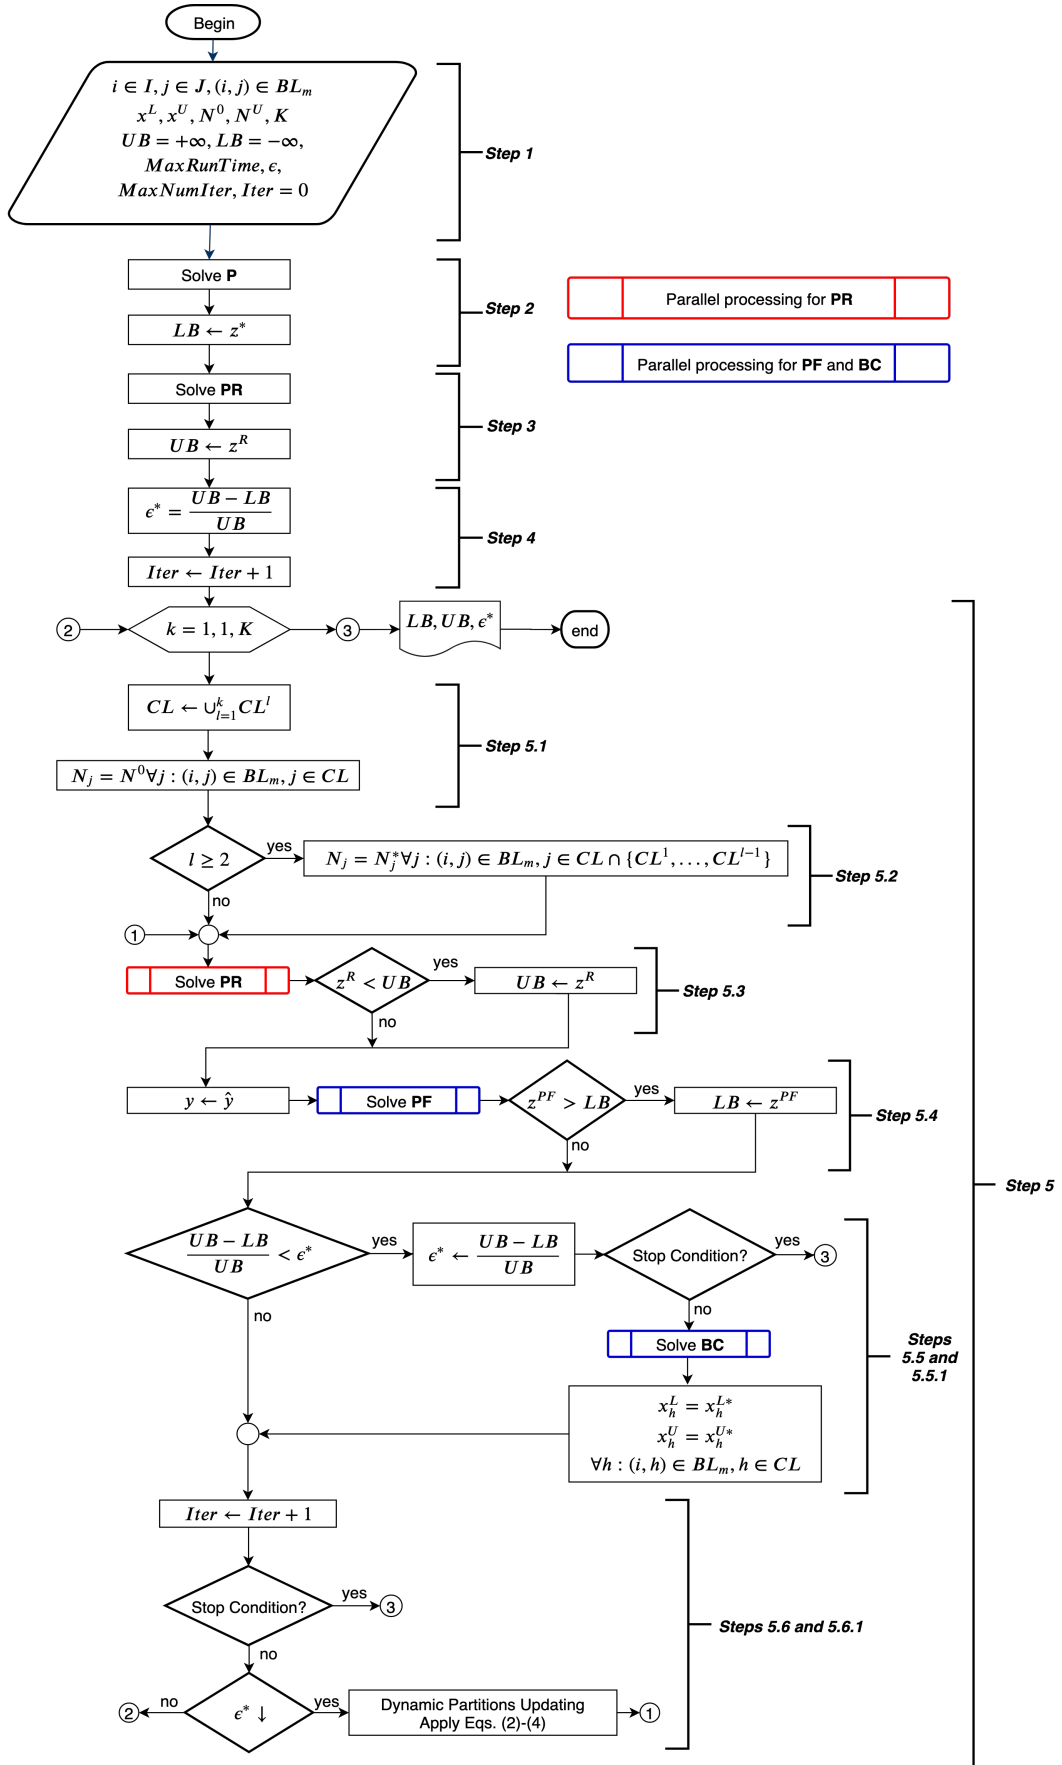 Begin
i ∈ I, j ∈ J, (i, j) ∈ BL_m
x^L, x^U, N^0, N^U, K
UB = +∞, LB = −∞,
MaxRunTime, ϵ,
MaxNumIter, Iter = 0
Step 1
Solve P
LB ← z^*
Step 2
Parallel processing for PR
Parallel processing for PF and BC
Solve PR
UB ← z^R
Step 3
ϵ^* = (UB − LB) / UB
Iter ← Iter + 1
Step 4
2
k = 1, 1, K
3
LB, UB, ϵ^*
end
CL ← ∪_{l=1}^k CL^l
N_j = N^0 ∀j : (i, j) ∈ BL_m, j ∈ CL
Step 5.1
l ≥ 2
yes
N_j = N_j^* ∀j : (i, j) ∈ BL_m, j ∈ CL ∩ {CL^1, . . . , CL^{l−1}}
no
Step 5.2
1
Solve PR
z^R < UB
yes
UB ← z^R
no
Step 5.3
y ← ŷ
Solve PF
z^{PF} > LB
yes
LB ← z^{PF}
no
Step 5.4
Step 5
(UB − LB) / UB < ϵ^*
yes
ϵ^* ← (UB − LB) / UB
Stop Condition?
yes
3
no
no
Solve BC
x_h^L = x_h^{L*}
x_h^U = x_h^{U*}
∀h : (i, h) ∈ BL_m, h ∈ CL
Steps
5.5 and
5.5.1
Iter ← Iter + 1
Stop Condition?
yes
3
no
Steps 5.6 and 5.6.1
2
no
ϵ^* ↓
yes
Dynamic Partitions Updating
Apply Eqs. (2)-(4)
1